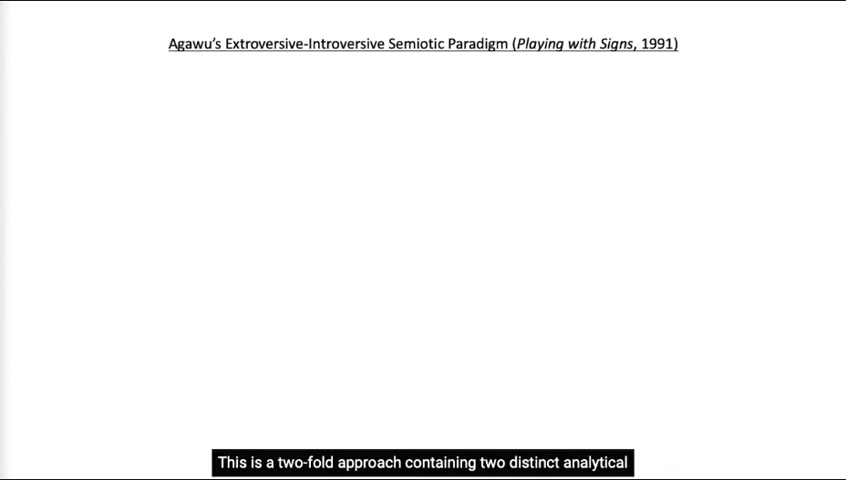 Agawu's Extroversive-Introversive Semiotic Paradigm (Playing with Signs, 1991)
This is a two-fold approach containing two distinct analytical